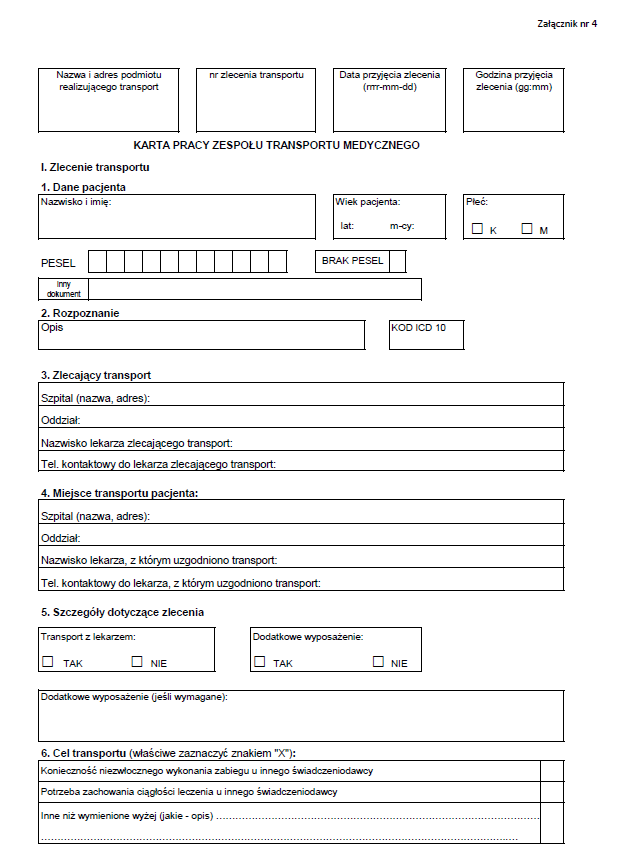 Załącznik nr 4
Nazwa i adres podmiotu
realizującego transport
nr zlecenia transportu
Data przyjęcia zlecenia
(rrrr-mm-dd)
Godzina przyjęcia
zlecenia (gg:mm)
KARTA PRACY ZESPOŁU TRANSPORTU MEDYCZNEGO
I. Zlecenie transportu
1. Dane pacjenta
Nazwisko i imię:
Wiek pacjenta:
lat: m-cy:
Płeć:
☐ K ☐ M
PESEL
BRAK PESEL
Inny
dokument
2. Rozpoznanie
Opis
KOD ICD 10
3. Zlecający transport
Szpital (nazwa, adres):
Oddział:
Nazwisko lekarza zlecającego transport:
Tel. kontaktowy do lekarza zlecającego transport:
4. Miejsce transportu pacjenta:
Szpital (nazwa, adres):
Oddział:
Nazwisko lekarza, z którym uzgodniono transport:
Tel. kontaktowy do lekarza, z którym uzgodniono transport:
5. Szczegóły dotyczące zlecenia
Transport z lekarzem:
☐ TAK ☐ NIE
Dodatkowe wyposażenie:
☐ TAK ☐ NIE
Dodatkowe wyposażenie (jeśli wymagane):
6. Cel transportu (właściwe zaznaczyć znakiem "X"):
Konieczność niezwłocznego wykonania zabiegu u innego świadczeniodawcy
Potrzeba zachowania ciągłości leczenia u innego świadczeniodawcy
Inne niż wymienione wyżej (jakie - opis) ..........................................................................................
..........................................................................................